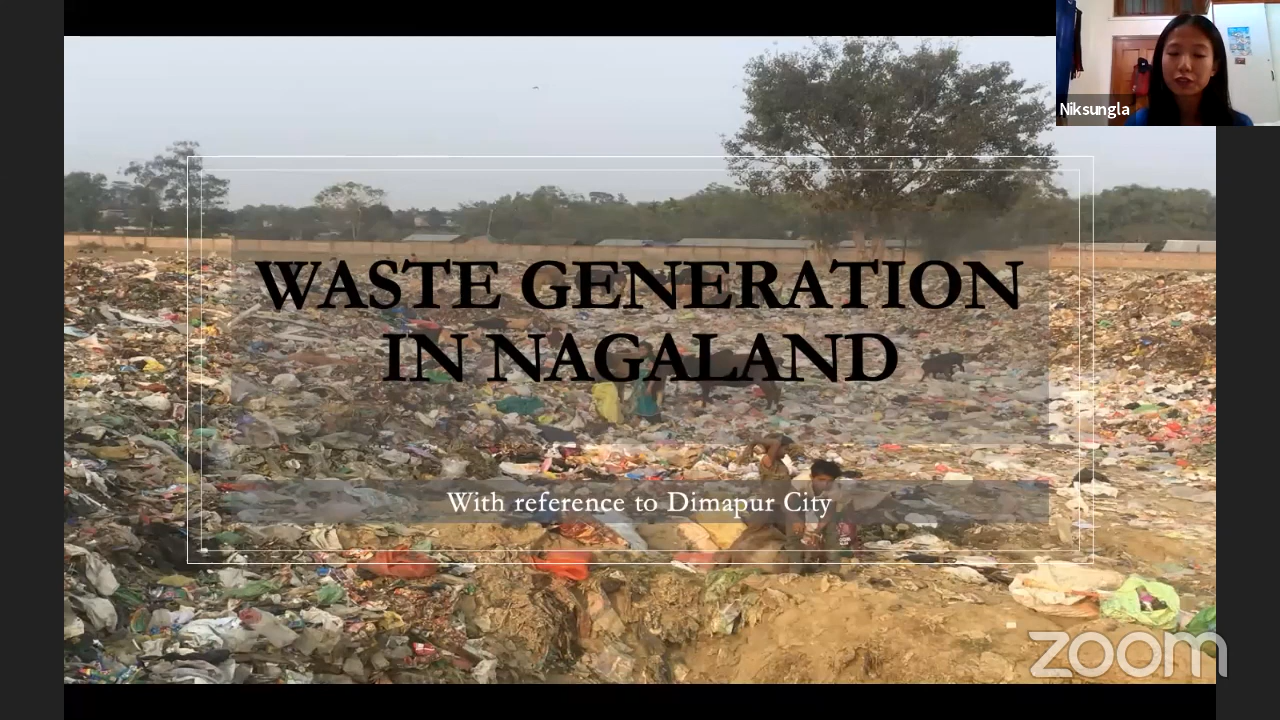 Niksungla
WASTE GENERATION
IN NAGALAND
With reference to Dimapur City
zoom